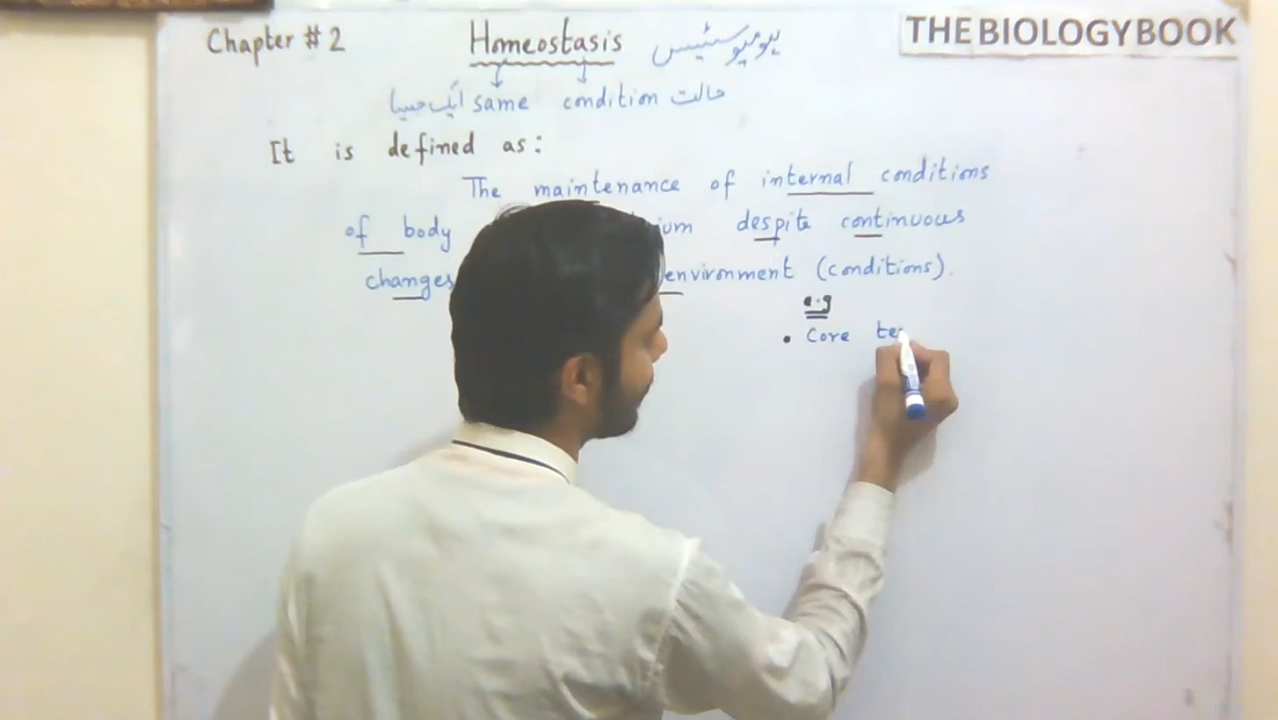 Chapter # 2 Homeostasis ہومیوسٹیسس THE BIOLOGY BOOK
ایک جیسا same condition حالت
It is defined as:
The maintenance of internal conditions
of body ium despite continuous
changes environment (conditions).
e.g
• Core te